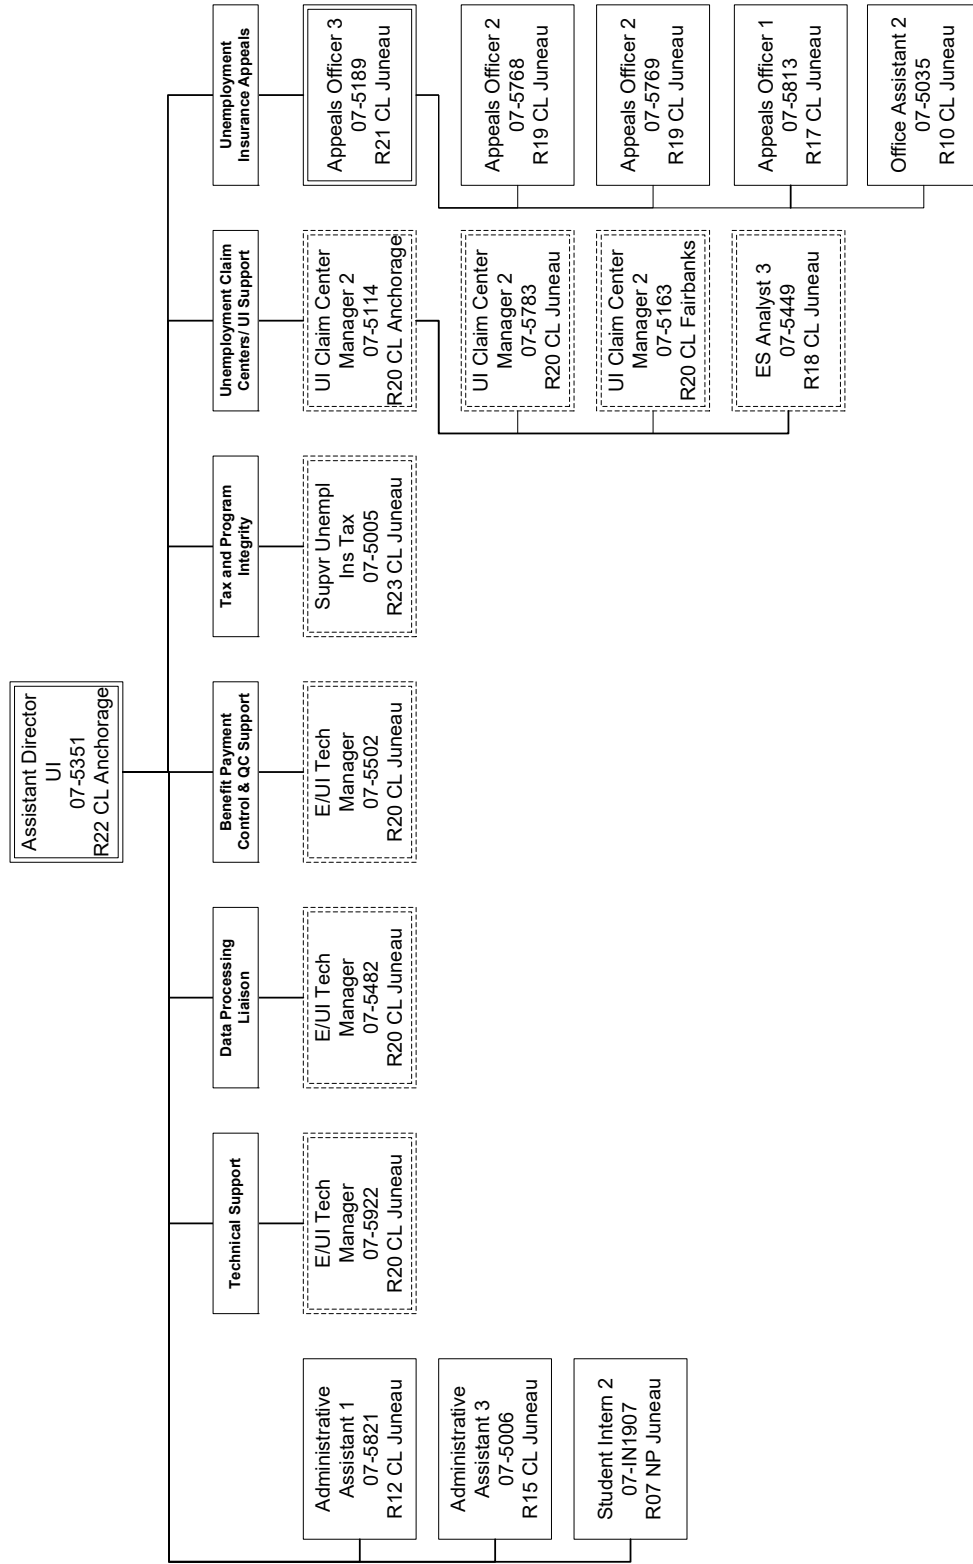 Assistant Director
UI
07-5351
R22 CL Anchorage
Technical Support
Data Processing
Liaison
Benefit Payment
Control & QC Support
Tax and Program
Integrity
Unemployment Claim
Centers/ UI Support
Unemployment
Insurance Appeals
Administrative
Assistant 1
07-5821
R12 CL Juneau
E/UI Tech
Manager
07-5922
R20 CL Juneau
E/UI Tech
Manager
07-5482
R20 CL Juneau
E/UI Tech
Manager
07-5502
R20 CL Juneau
Supvr Unempl
Ins Tax
07-5005
R23 CL Juneau
UI Claim Center
Manager 2
07-5114
R20 CL Anchorage
Appeals Officer 3
07-5189
R21 CL Juneau
Administrative
Assistant 3
07-5006
R15 CL Juneau
UI Claim Center
Manager 2
07-5783
R20 CL Juneau
Appeals Officer 2
07-5768
R19 CL Juneau
Student Intern 2
07-IN1907
R07 NP Juneau
UI Claim Center
Manager 2
07-5163
R20 CL Fairbanks
Appeals Officer 2
07-5769
R19 CL Juneau
ES Analyst 3
07-5449
R18 CL Juneau
Appeals Officer 1
07-5813
R17 CL Juneau
Office Assistant 2
07-5035
R10 CL Juneau